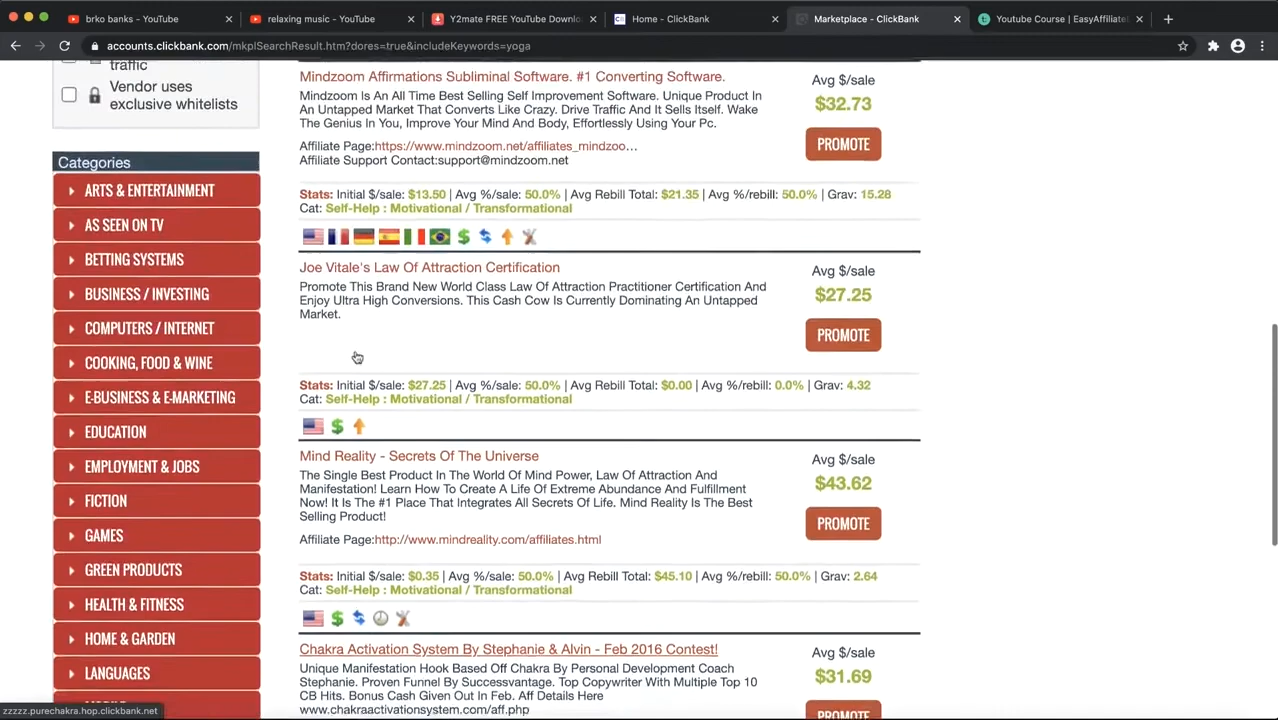 brko banks - YouTube
relaxing music - YouTube
Y2mate FREE YouTube Downlo
Home - ClickBank
Marketplace - ClickBank
Youtube Course | EasyAffiliate
accounts.clickbank.com/mkplSearchResult.htm?dores=true&includeKeywords=yoga
traffic
Vendor uses
exclusive whitelists
Categories
ARTS & ENTERTAINMENT
AS SEEN ON TV
BETTING SYSTEMS
BUSINESS / INVESTING
COMPUTERS / INTERNET
COOKING, FOOD & WINE
E-BUSINESS & E-MARKETING
EDUCATION
EMPLOYMENT & JOBS
FICTION
GAMES
GREEN PRODUCTS
HEALTH & FITNESS
HOME & GARDEN
LANGUAGES
zzzzz.purechakra.hop.clickbank.net
Mindzoom Affirmations Subliminal Software. #1 Converting Software.
Mindzoom Is An All Time Best Selling Self Improvement Software. Unique Product In
An Untapped Market That Converts Like Crazy. Drive Traffic And It Sells Itself. Wake
The Genius In You, Improve Your Mind And Body, Effortlessly Using Your Pc.
Affiliate Page:https://www.mindzoom.net/affiliates_mindzoo…
Affiliate Support Contact:support@mindzoom.net
Avg $/sale
$32.73
PROMOTE
Stats: Initial $/sale: $13.50 | Avg %/sale: 50.0% | Avg Rebill Total: $21.35 | Avg %/rebill: 50.0% | Grav: 15.28
Cat: Self-Help : Motivational / Transformational
Joe Vitale's Law Of Attraction Certification
Promote This Brand New World Class Law Of Attraction Practitioner Certification And
Enjoy Ultra High Conversions. This Cash Cow Is Currently Dominating An Untapped
Market.
Avg $/sale
$27.25
PROMOTE
Stats: Initial $/sale: $27.25 | Avg %/sale: 50.0% | Avg Rebill Total: $0.00 | Avg %/rebill: 0.0% | Grav: 4.32
Cat: Self-Help : Motivational / Transformational
Mind Reality - Secrets Of The Universe
The Single Best Product In The World Of Mind Power, Law Of Attraction And
Manifestation! Learn How To Create A Life Of Extreme Abundance And Fulfillment
Now! It Is The #1 Place That Integrates All Secrets Of Life. Mind Reality Is The Best
Selling Product!
Affiliate Page:http://www.mindreality.com/affiliates.html
Avg $/sale
$43.62
PROMOTE
Stats: Initial $/sale: $0.35 | Avg %/sale: 50.0% | Avg Rebill Total: $45.10 | Avg %/rebill: 50.0% | Grav: 2.64
Cat: Self-Help : Motivational / Transformational
Chakra Activation System By Stephanie & Alvin - Feb 2016 Contest!
Unique Manifestation Hook Based Off Chakra By Personal Development Coach
Stephanie. Proven Funnel By Successvantage. Top Copywriter With Multiple Top 10
CB Hits. Bonus Cash Given Out In Feb. Aff Details Here
www.chakraactivationsystem.com/aff.php
Avg $/sale
$31.69
PROMOTE